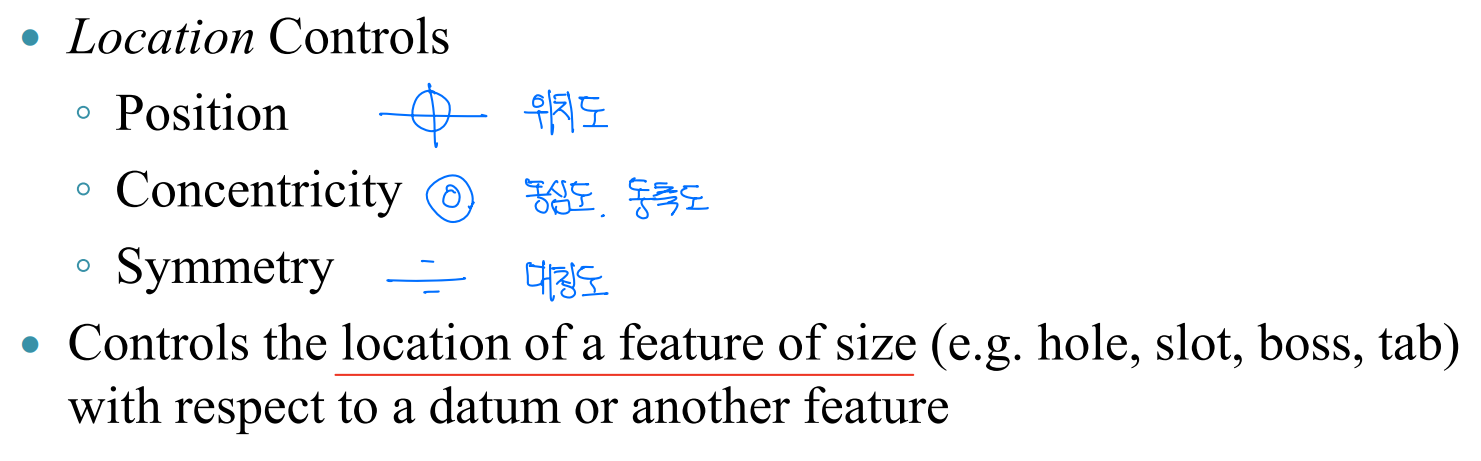 • Location Controls
◦ Position 위치도
◦ Concentricity 동심도. 동축도
◦ Symmetry 대칭도
• Controls the location of a feature of size (e.g. hole, slot, boss, tab)
with respect to a datum or another feature